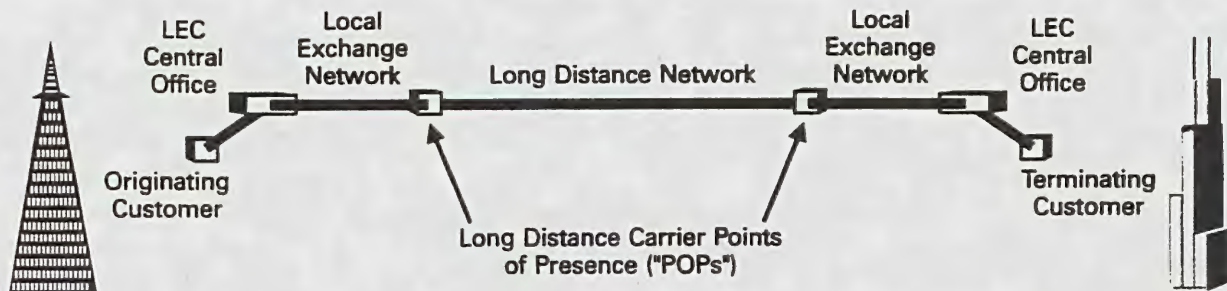 LEC
Central
Office
Local
Exchange
Network
Long Distance Network
Local
Exchange
Network
LEC
Central
Office
Originating
Customer
Terminating
Customer
Long Distance Carrier Points
of Presence ("POPs")